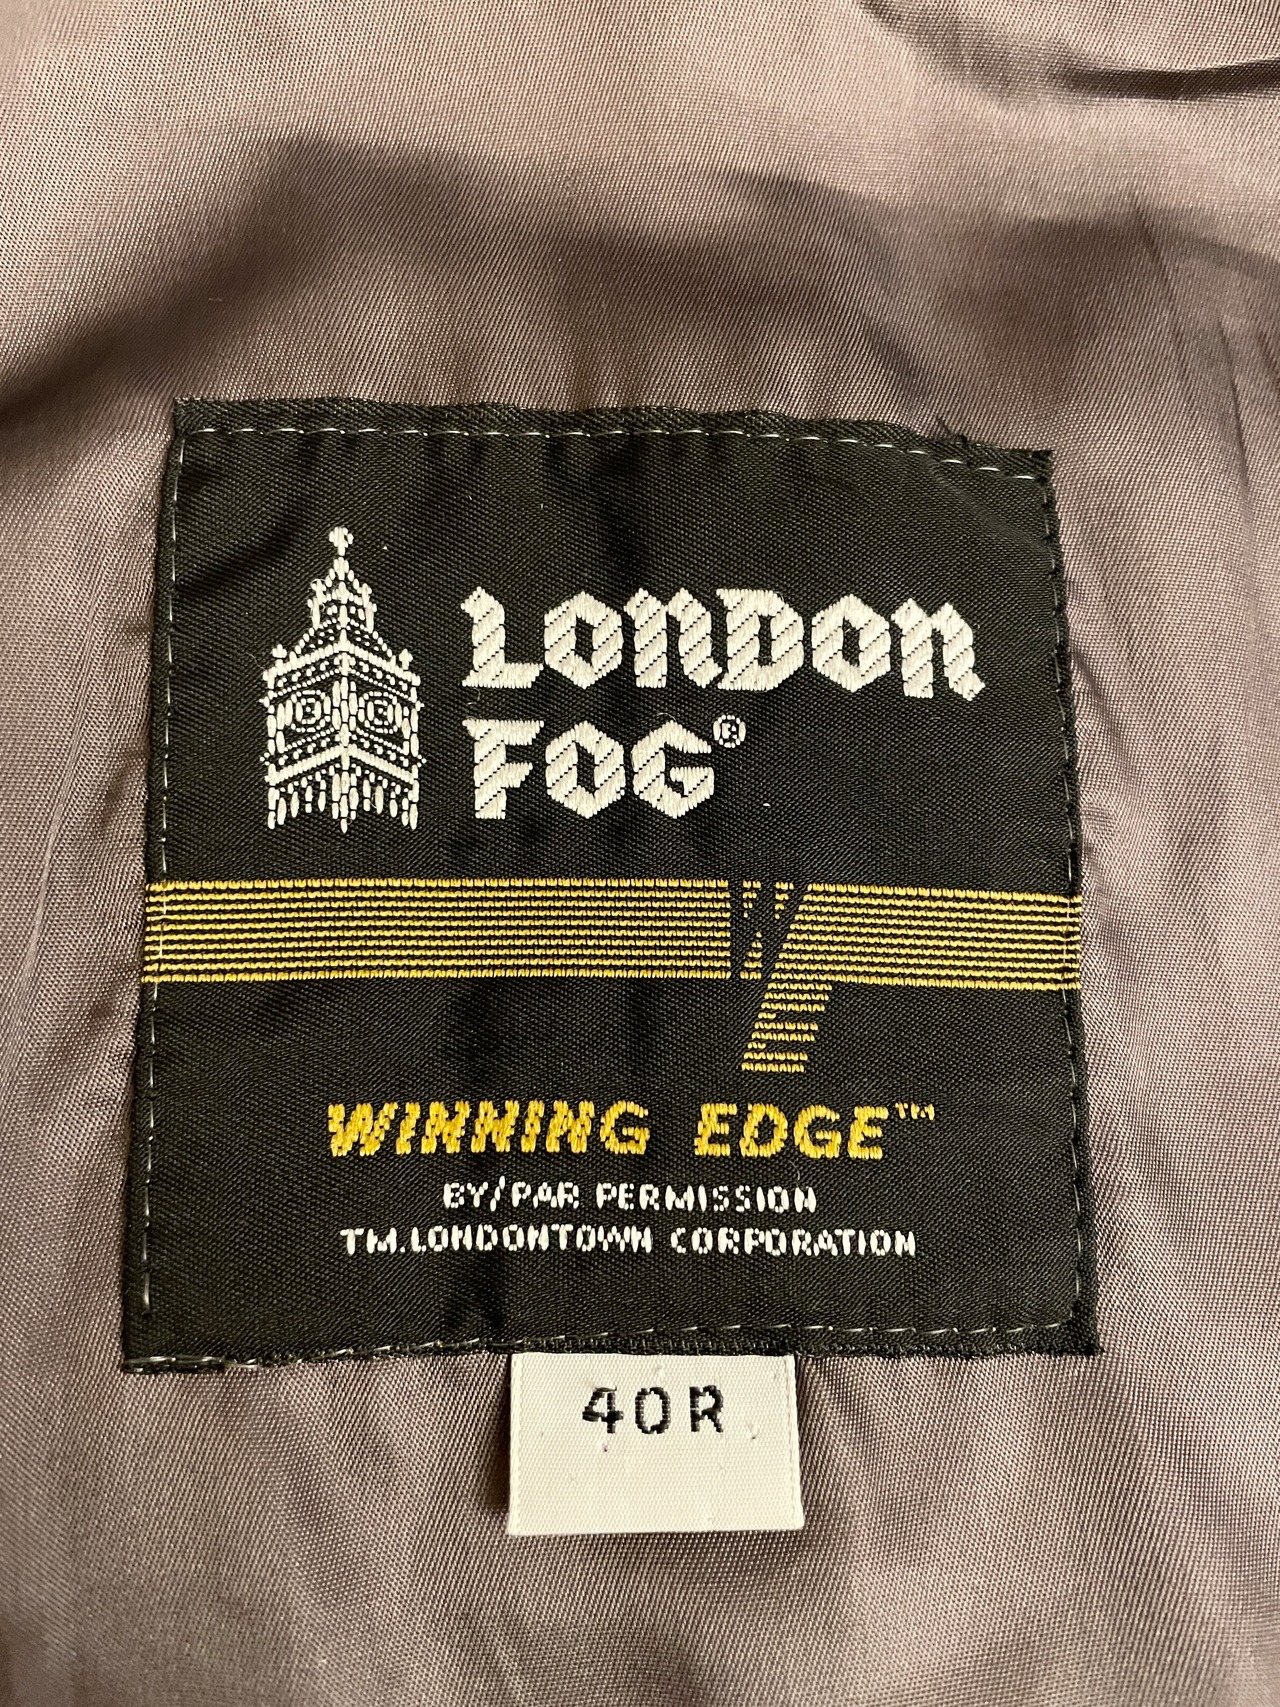 LONDON
FOG®
WINNING EDGE™
BY/PAR PERMISSION
TM.LONDONTOWN CORPORATION
40R